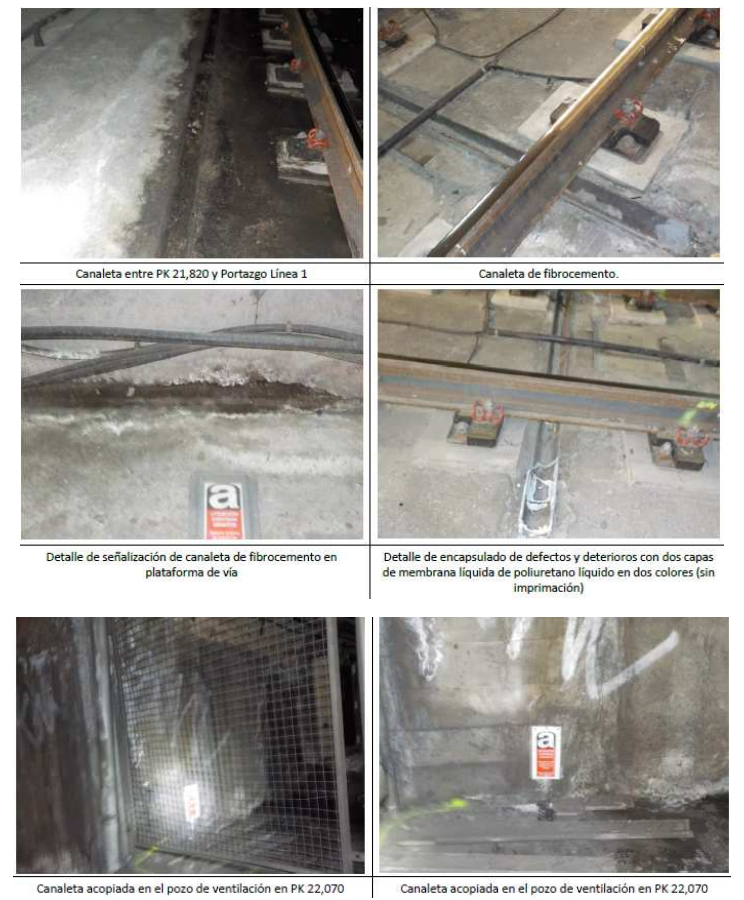 Canaleta entre PK 21,820 y Portazgo Línea 1
Canaleta de fibrocemento.
a
Detalle de señalización de canaleta de fibrocemento en
plataforma de vía
Detalle de encapsulado de defectos y deterioros con dos capas
de membrana líquida de poliuretano líquido en dos colores (sin
imprimación)
a
Canaleta acopiada en el pozo de ventilación en PK 22,070
Canaleta acopiada en el pozo de ventilación en PK 22,070